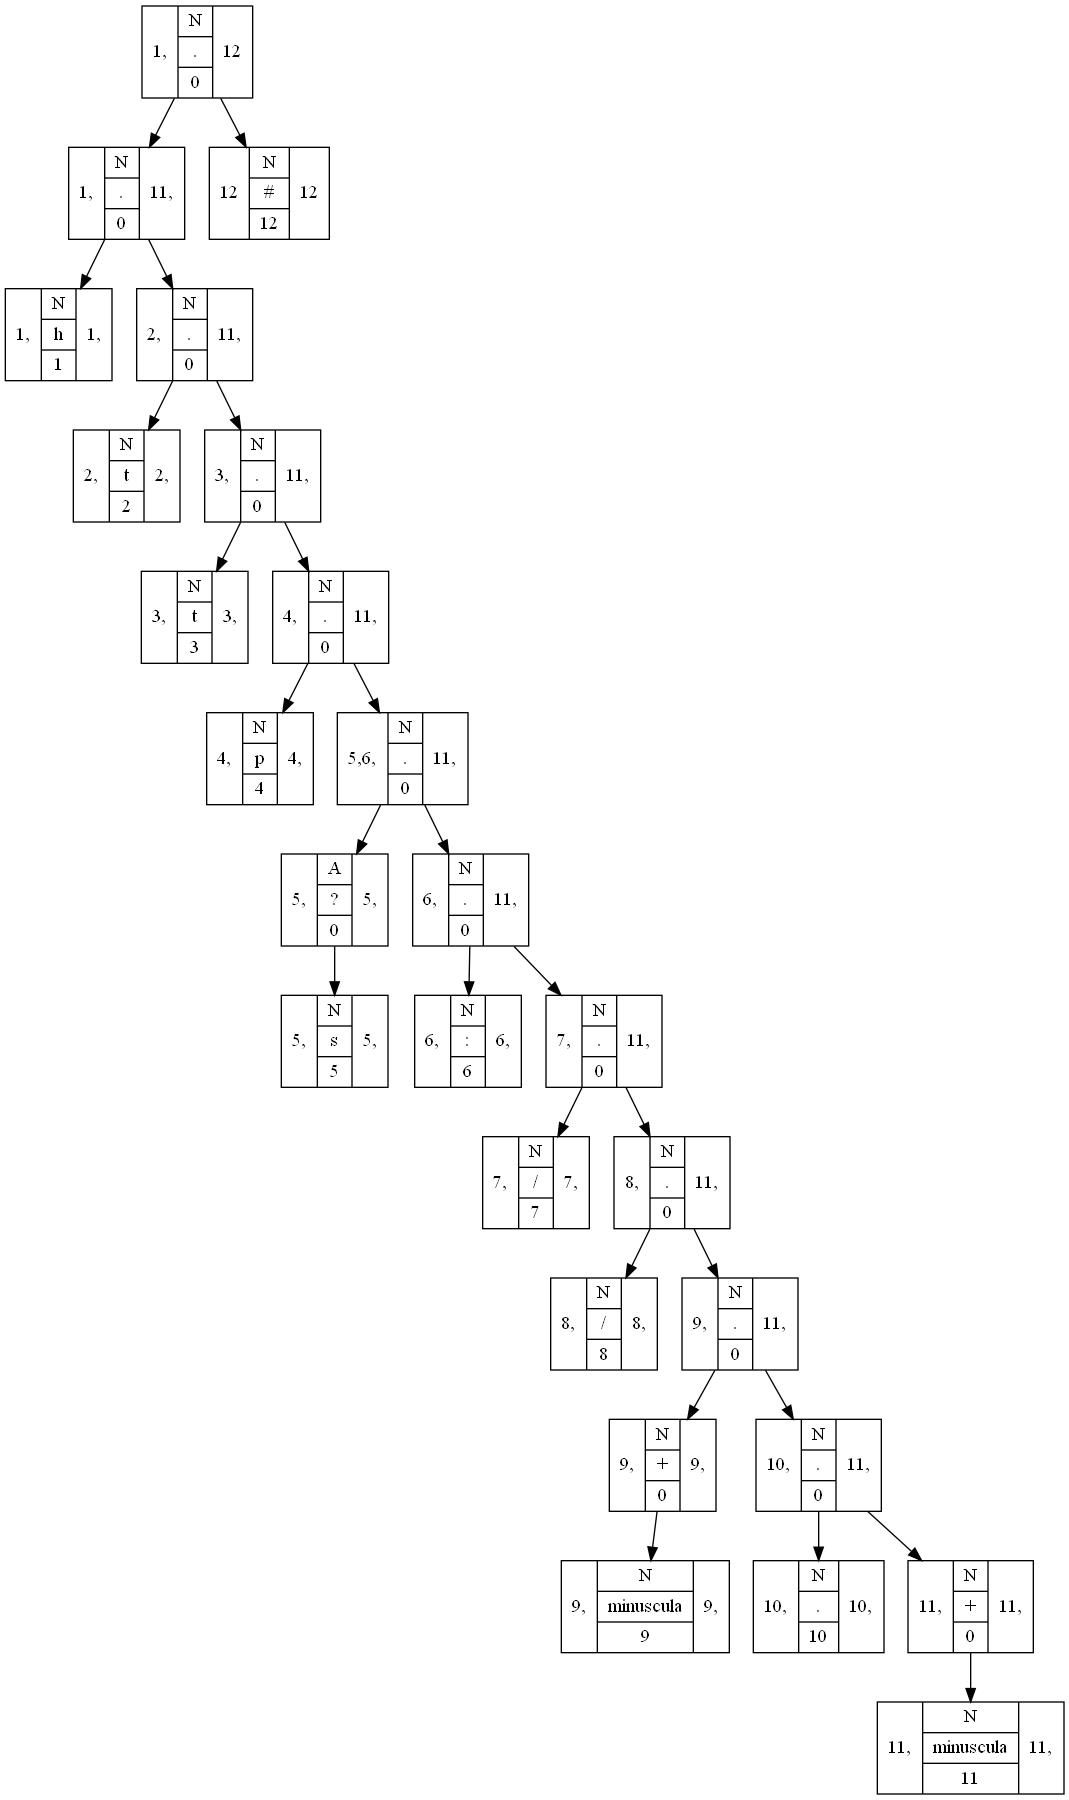 N
1, . 12
0
N
1, . 11,
0
N
12 # 12
12
N
1, h 1,
1
N
2, . 11,
0
N
2, t 2,
2
N
3, . 11,
0
N
3, t 3,
3
N
4, . 11,
0
N
4, p 4,
4
N
5,6, . 11,
0
A
5, ? 5,
0
N
6, . 11,
0
N
5, s 5,
5
N
6, : 6,
6
N
7, . 11,
0
N
7, / 7,
7
N
8, . 11,
0
N
8, / 8,
8
N
9, . 11,
0
N
9, + 9,
0
N
10, . 11,
0
N
9, minuscula 9,
9
N
10, . 10,
10
N
11, + 11,
0
N
11, minuscula 11,
11